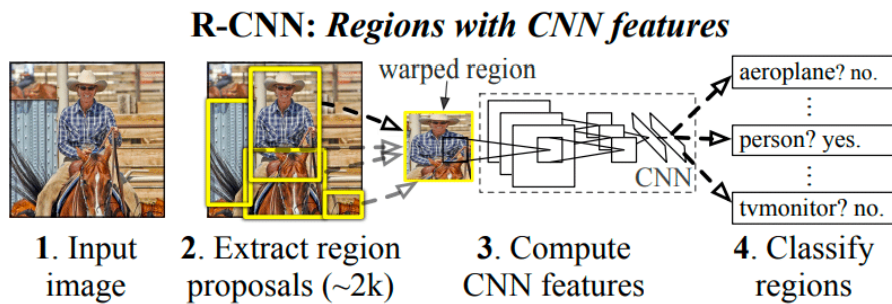 R-CNN: Regions with CNN features
warped region
aeroplane? no.
⋮
person? yes.
⋮
tvmonitor? no.
CNN
1. Input
image
2. Extract region
proposals (~2k)
3. Compute
CNN features
4. Classify
regions